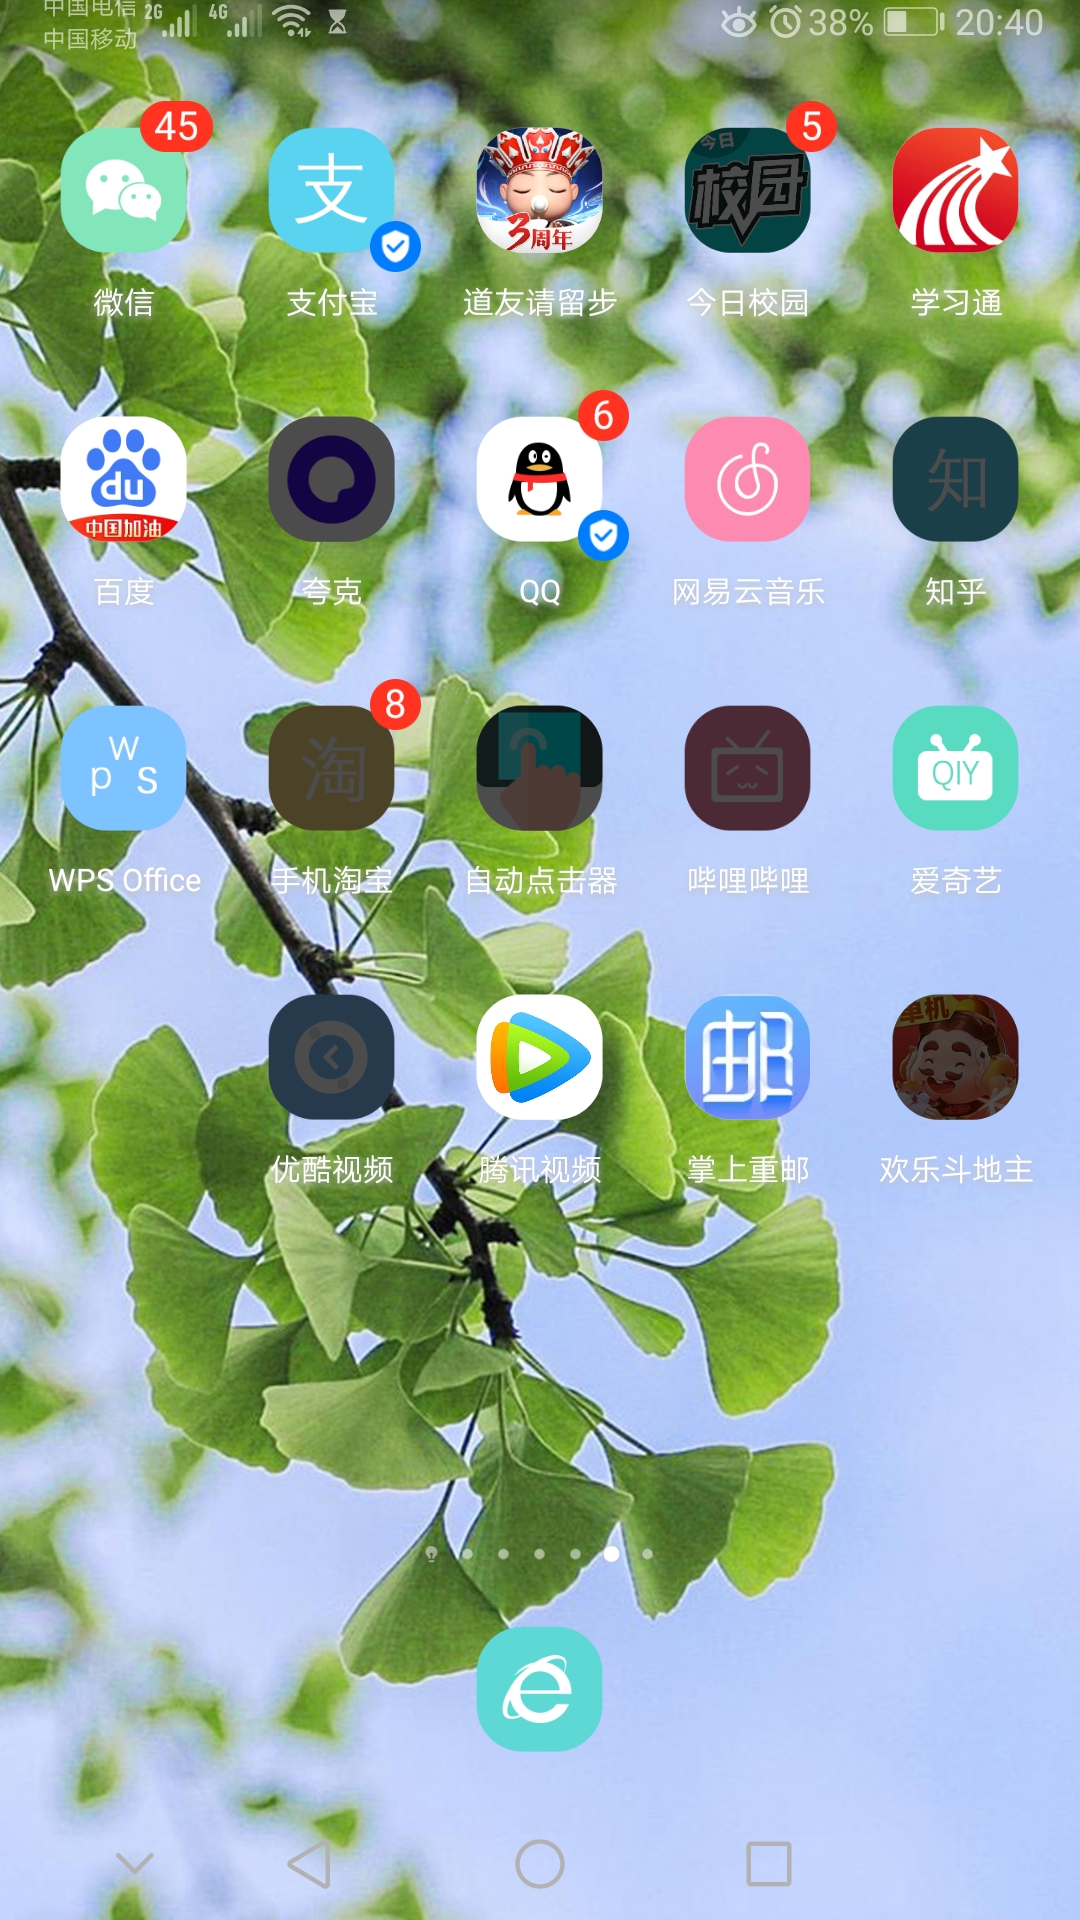 中国电信 2G 4G
中国移动
38% 20:40
45
支
3周年
今日
校园
5
微信 支付宝 道友请留步 今日校园 学习通
du
中国加油
6
知
百度 夸克 QQ 网易云音乐 知乎
W
P S
淘
8
QIY
WPS Office 手机淘宝 自动点击器 哔哩哔哩 爱奇艺
邮
单机
优酷视频 腾讯视频 掌上重邮 欢乐斗地主